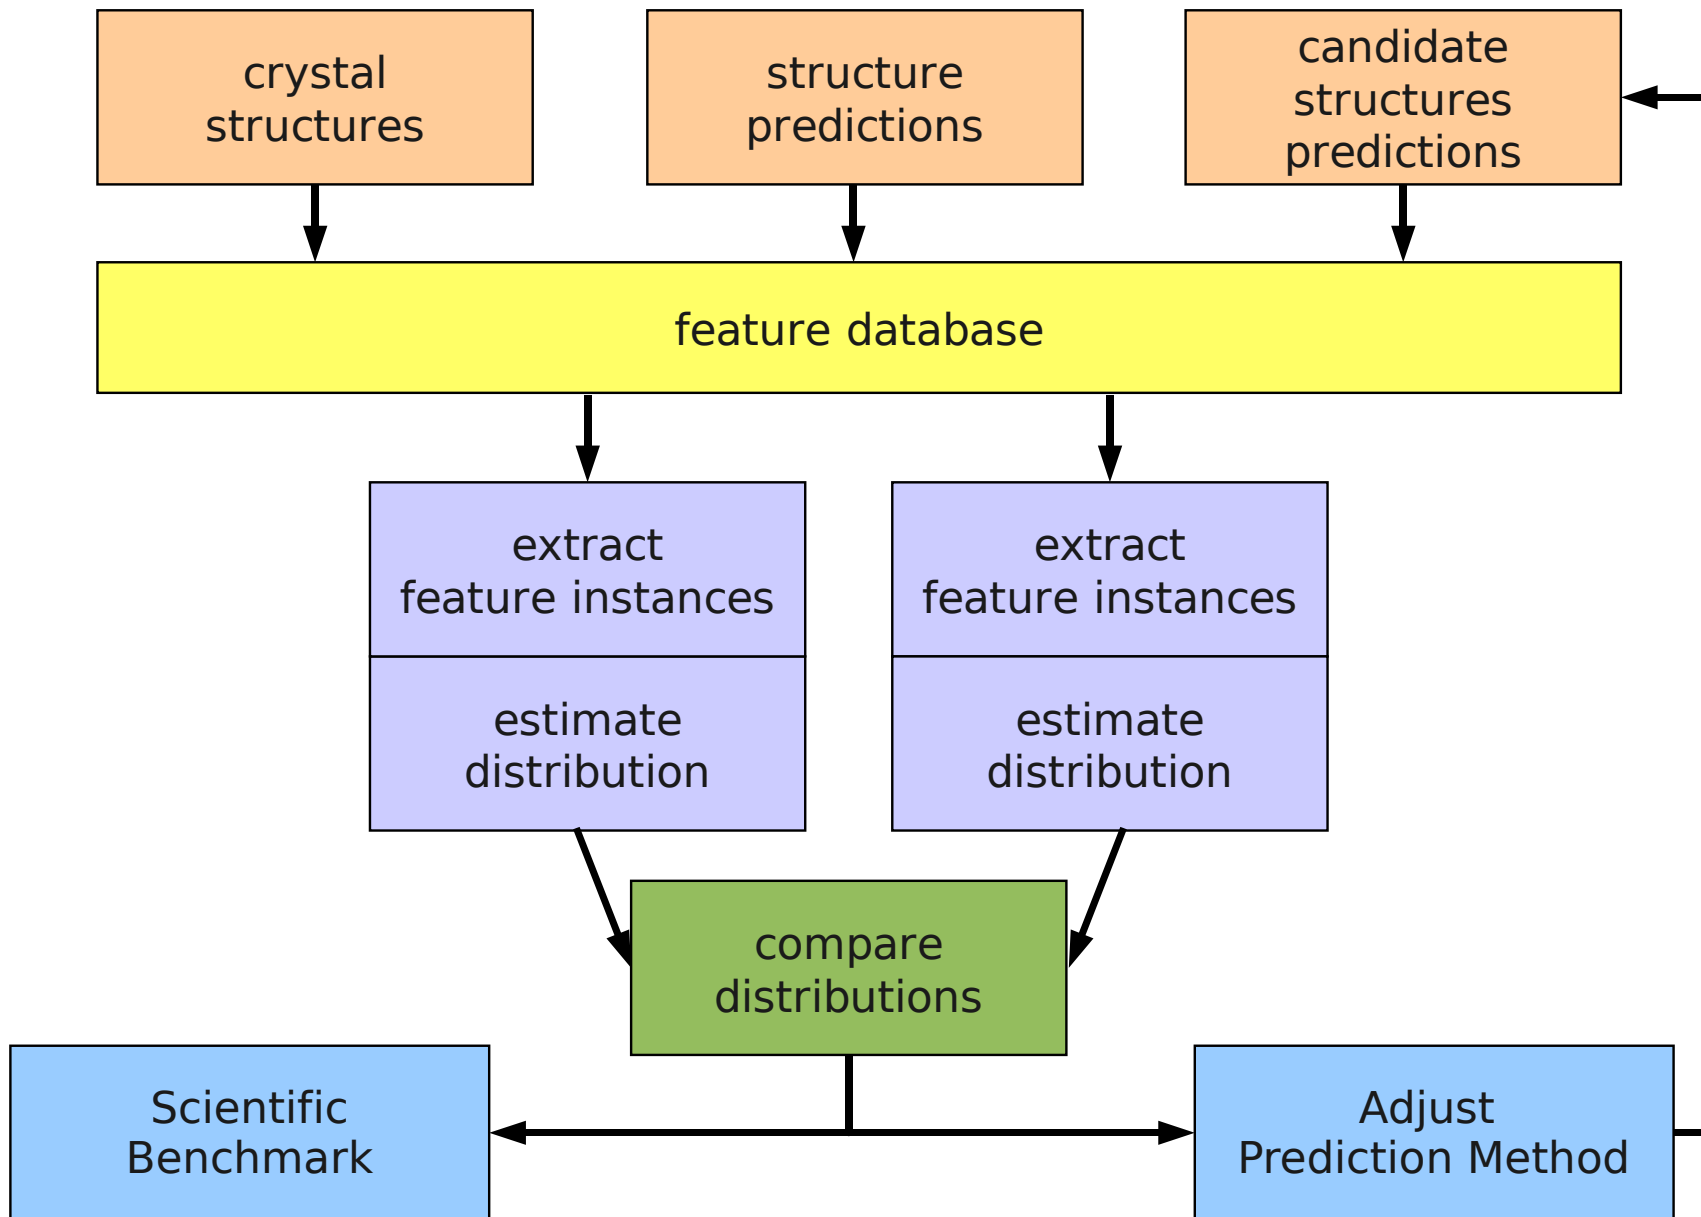 crystal
structures
structure
predictions
candidate
structures
predictions
feature database
extract
feature instances
estimate
distribution
extract
feature instances
estimate
distribution
compare
distributions
Scientific
Benchmark
Adjust
Prediction Method